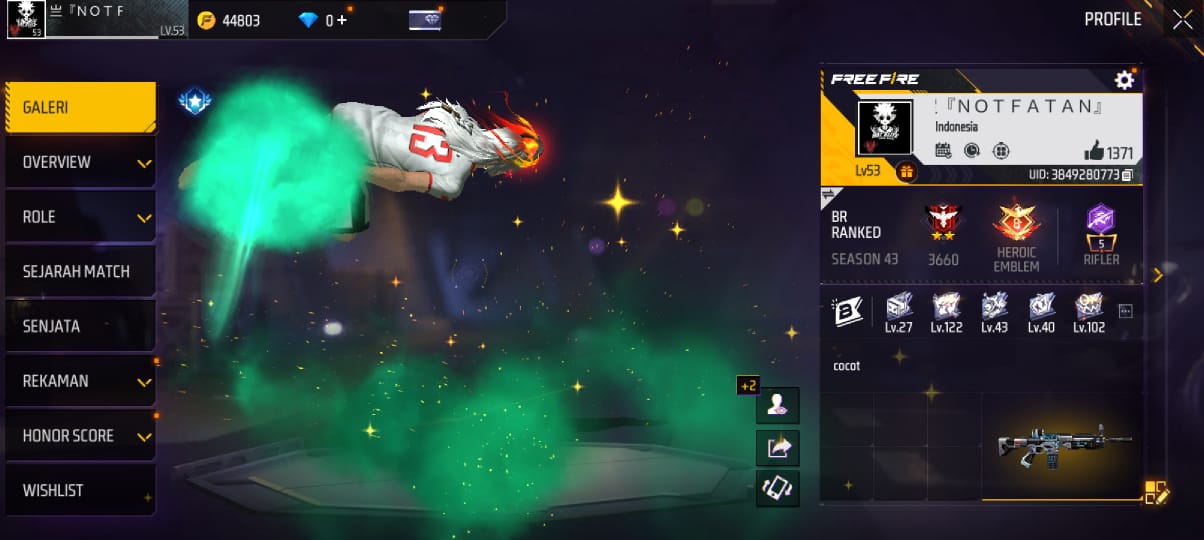 『N O T F
53
LV.53
44803
0 +
PROFILE
GALERI
OVERVIEW
ROLE
SEJARAH MATCH
SENJATA
REKAMAN
HONOR SCORE
WISHLIST
13
+2
FREE FIRE
『N O T F A T A N』
Indonesia
1371
Lv53
UID: 3849280773
BR
RANKED
SEASON 43
3660
HEROIC
EMBLEM
5
RIFLER
Lv.27
Lv.122
Lv.43
Lv.40
Lv.102
cocot